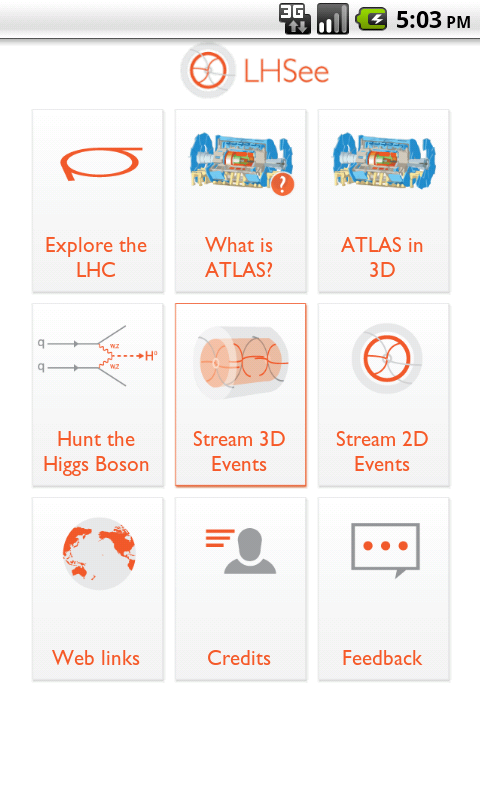 3G 5:03 PM
LHSee
Explore the
LHC
?
What is
ATLAS?
ATLAS in
3D
q W,Z H⁰
q W,Z
Hunt the
Higgs Boson
Stream 3D
Events
Stream 2D
Events
Web links
Credits
Feedback